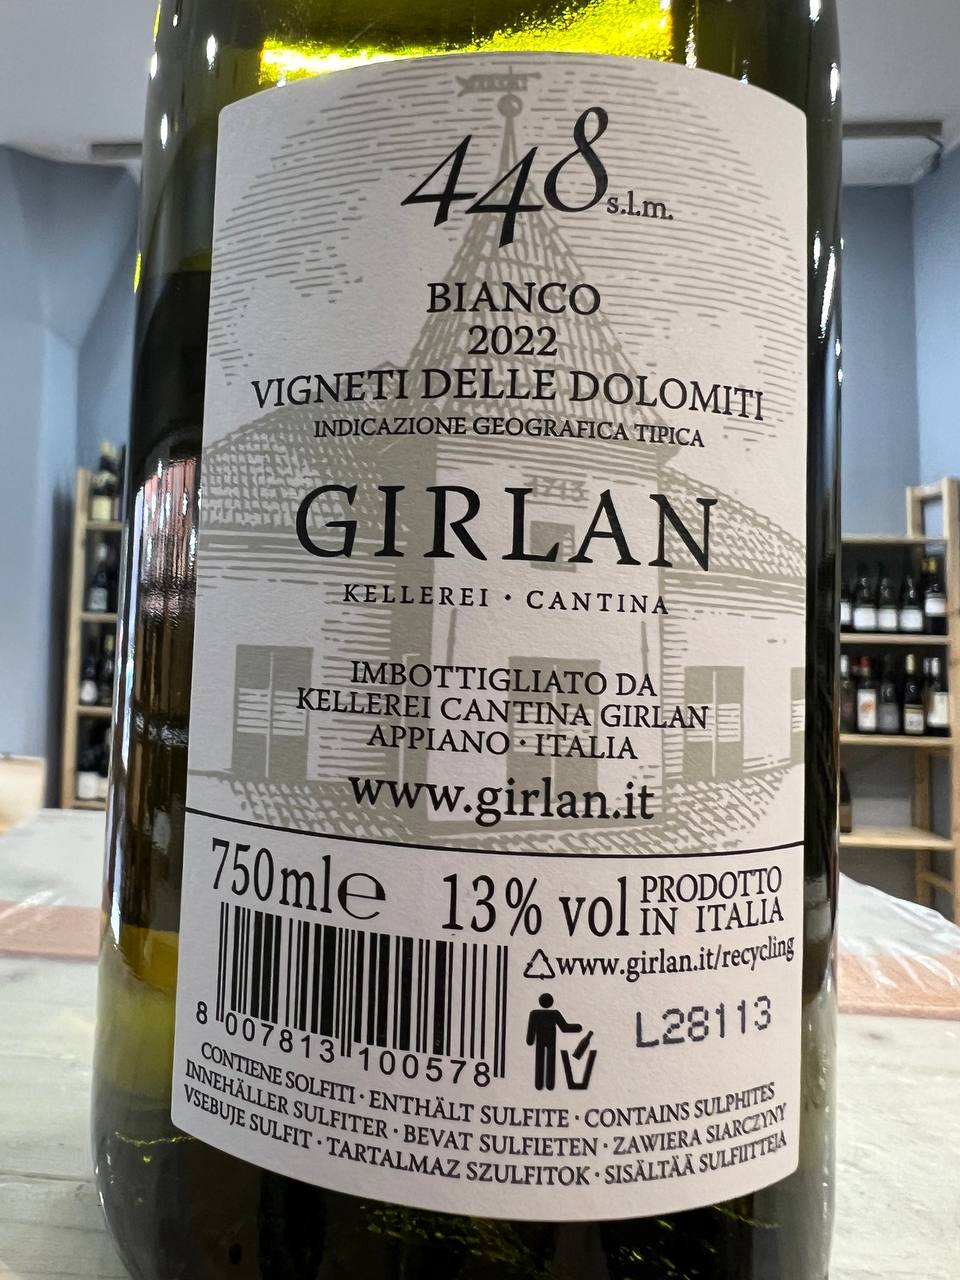 448 s.l.m.
BIANCO
2022
VIGNETI DELLE DOLOMITI
INDICAZIONE GEOGRAFICA TIPICA
1743
GIRLAN
KELLEREI · CANTINA
IMBOTTIGLIATO DA
KELLEREI CANTINA GIRLAN
APPIANO · ITALIA
www.girlan.it
750ml℮ 13% vol PRODOTTO
IN ITALIA
www.girlan.it/recycling
L28113
8 007813 100578
CONTIENE SOLFITI · ENTHÄLT SULFITE · CONTAINS SULPHITES
INNEHÅLLER SULFITER · BEVAT SULFIETEN · ZAWIERA SIARCZYNY
VSEBUJE SULFIT · TARTALMAZ SZULFITOK · SISÄLTÄÄ SULFIITTEJA